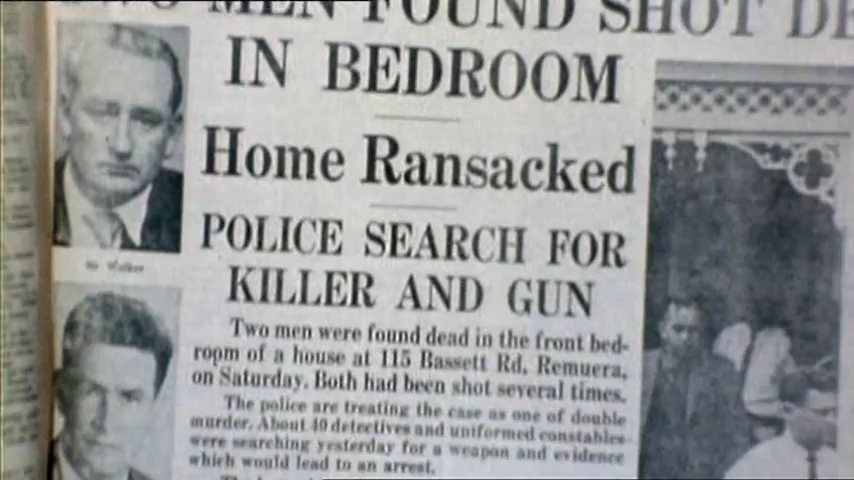 TWO MEN FOUND SHOT DE
IN BEDROOM
Home Ransacked
POLICE SEARCH FOR
KILLER AND GUN
Mr Walker
Two men were found dead in the front bed-
room of a house at 115 Bassett Rd, Remuera,
on Saturday. Both had been shot several times.
The police are treating the case as one of double
murder. About 40 detectives and uniformed constables
were searching yesterday for a weapon and evidence
which would lead to an arrest.